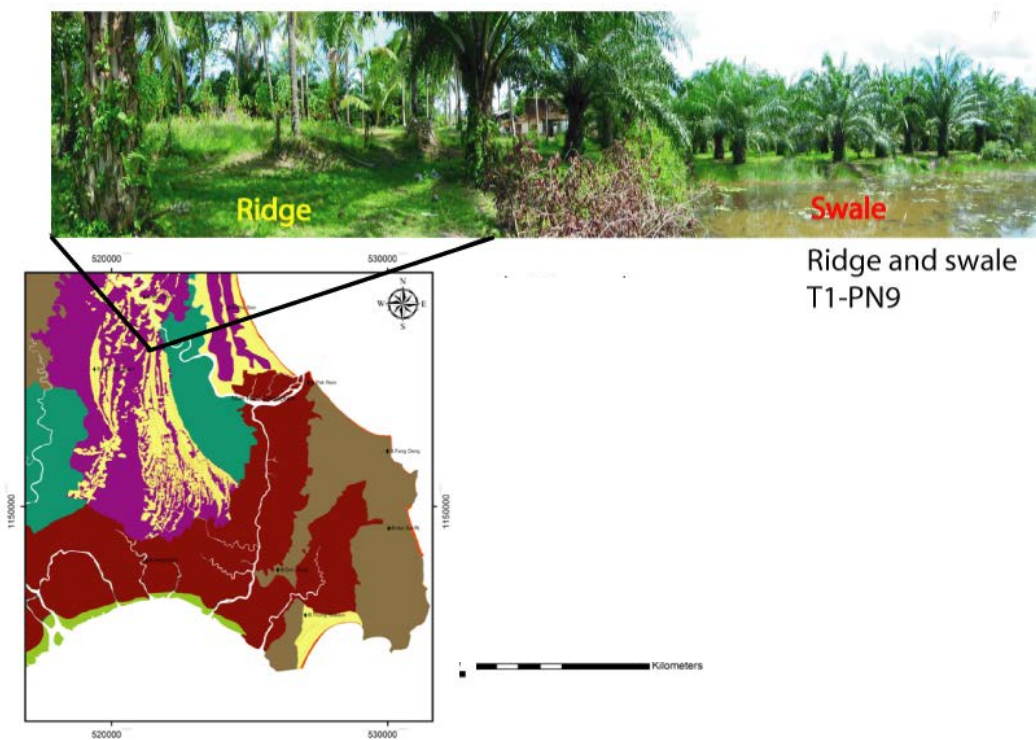 Ridge
Swale
Ridge and swale
T1-PN9
520000
530000
N
W
E
S
1150000
1150000
Kilometers
520000
530000